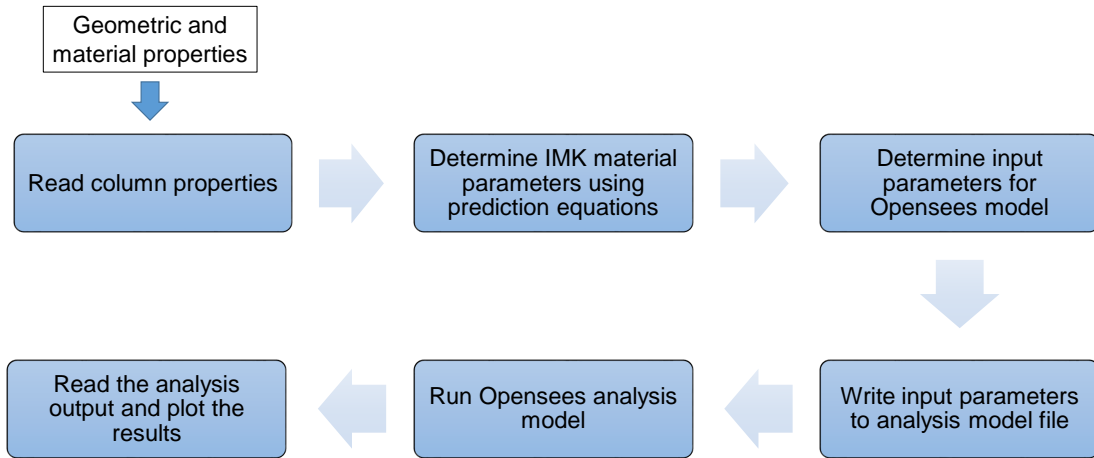 Geometric and
material properties
Read column properties
Determine IMK material
parameters using
prediction equations
Determine input
parameters for
Opensees model
Write input parameters
to analysis model file
Run Opensees analysis
model
Read the analysis
output and plot the
results